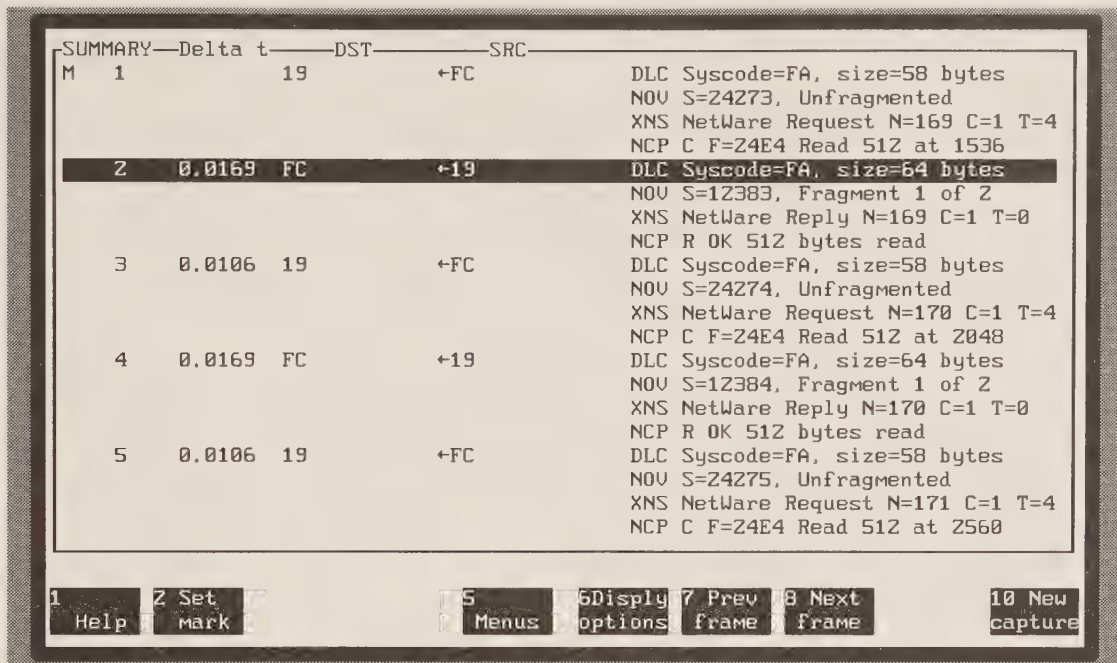 SUMMARY—Delta t———DST————SRC
M 1 19 ←FC DLC Syscode=FA, size=58 bytes
NOV S=24273, Unfragmented
XNS NetWare Request N=169 C=1 T=4
NCP C F=24E4 Read 512 at 1536
2 0.0169 FC ←19 DLC Syscode=FA, size=64 bytes
NOV S=12383, Fragment 1 of 2
XNS NetWare Reply N=169 C=1 T=0
NCP R OK 512 bytes read
3 0.0106 19 ←FC DLC Syscode=FA, size=58 bytes
NOV S=24274, Unfragmented
XNS NetWare Request N=170 C=1 T=4
NCP C F=24E4 Read 512 at 2048
4 0.0169 FC ←19 DLC Syscode=FA, size=64 bytes
NOV S=12384, Fragment 1 of 2
XNS NetWare Reply N=170 C=1 T=0
NCP R OK 512 bytes read
5 0.0106 19 ←FC DLC Syscode=FA, size=58 bytes
NOV S=24275, Unfragmented
XNS NetWare Request N=171 C=1 T=4
NCP C F=24E4 Read 512 at 2560
1 2 Set 5 6Disply 7 Prev 8 Next 10 New
Help mark Menus options frame frame capture